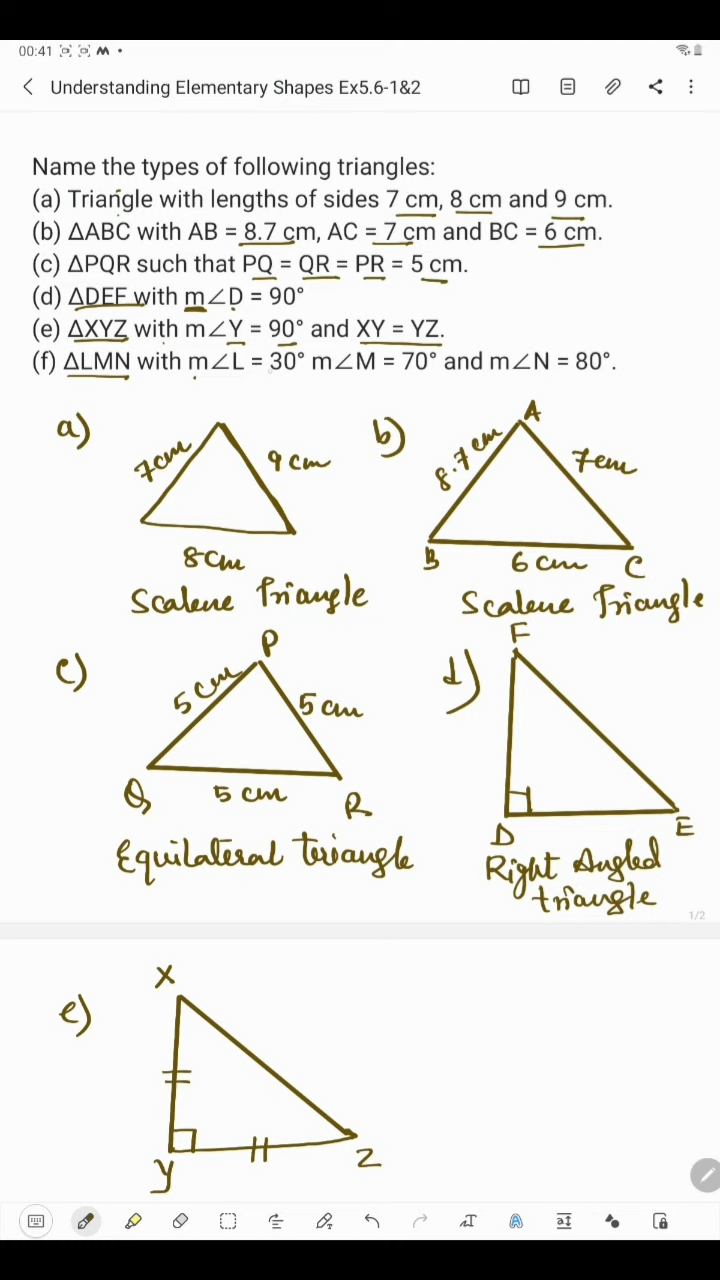 00:41
Understanding Elementary Shapes Ex5.6-1&2
Name the types of following triangles:
(a) Triangle with lengths of sides 7 cm, 8 cm and 9 cm.
(b) ΔABC with AB = 8.7 cm, AC = 7 cm and BC = 6 cm.
(c) ΔPQR such that PQ = QR = PR = 5 cm.
(d) ΔDEF with m∠D = 90°
(e) ΔXYZ with m∠Y = 90° and XY = YZ.
(f) ΔLMN with m∠L = 30° m∠M = 70° and m∠N = 80°.
a)
7cm
9 cm
8cm
Scalene Triangle
b)
A
8.7 cm
7cm
B
6 cm
C
Scalene Triangle
c)
P
5 cm
5 cm
Q
5 cm
R
Equilateral triangle
d)
F
D
E
Right Angled
triangle
1/2
e)
X
Y
Z